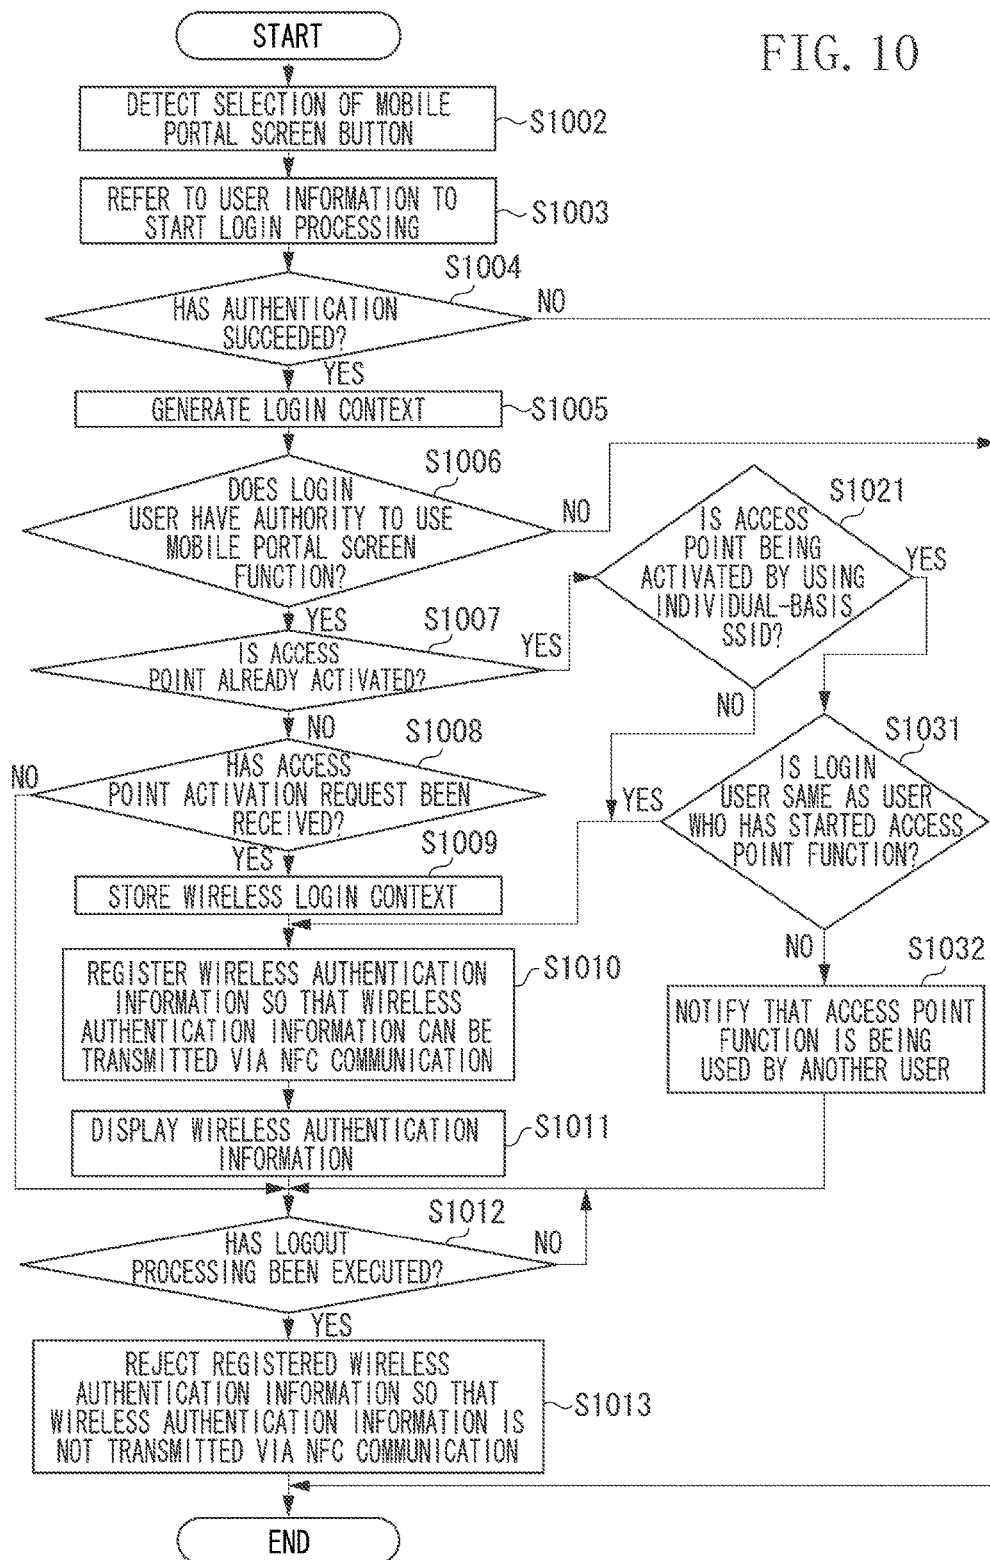 START
FIG. 10
DETECT SELECTION OF MOBILE
PORTAL SCREEN BUTTON
S1002
REFER TO USER INFORMATION TO
START LOGIN PROCESSING
S1003
S1004
HAS AUTHENTICATION
SUCCEEDED?
NO
YES
GENERATE LOGIN CONTEXT
S1005
S1006
DOES LOGIN
USER HAVE AUTHORITY TO USE
MOBILE PORTAL SCREEN
FUNCTION?
NO
YES
S1021
IS ACCESS
POINT BEING
ACTIVATED BY USING
INDIVIDUAL-BASIS
SSID?
YES
NO
S1007
IS ACCESS
POINT ALREADY ACTIVATED?
YES
NO
S1008
HAS ACCESS
POINT ACTIVATION REQUEST BEEN
RECEIVED?
NO
YES
S1031
IS LOGIN
USER SAME AS USER
WHO HAS STARTED ACCESS
POINT FUNCTION?
YES
NO
S1009
STORE WIRELESS LOGIN CONTEXT
REGISTER WIRELESS AUTHENTICATION
INFORMATION SO THAT WIRELESS
AUTHENTICATION INFORMATION CAN BE
TRANSMITTED VIA NFC COMMUNICATION
S1010
S1032
NOTIFY THAT ACCESS POINT
FUNCTION IS BEING
USED BY ANOTHER USER
DISPLAY WIRELESS AUTHENTICATION
INFORMATION
S1011
S1012
HAS LOGOUT
PROCESSING BEEN EXECUTED?
NO
YES
REJECT REGISTERED WIRELESS
AUTHENTICATION INFORMATION SO THAT
WIRELESS AUTHENTICATION INFORMATION IS
NOT TRANSMITTED VIA NFC COMMUNICATION
S1013
END